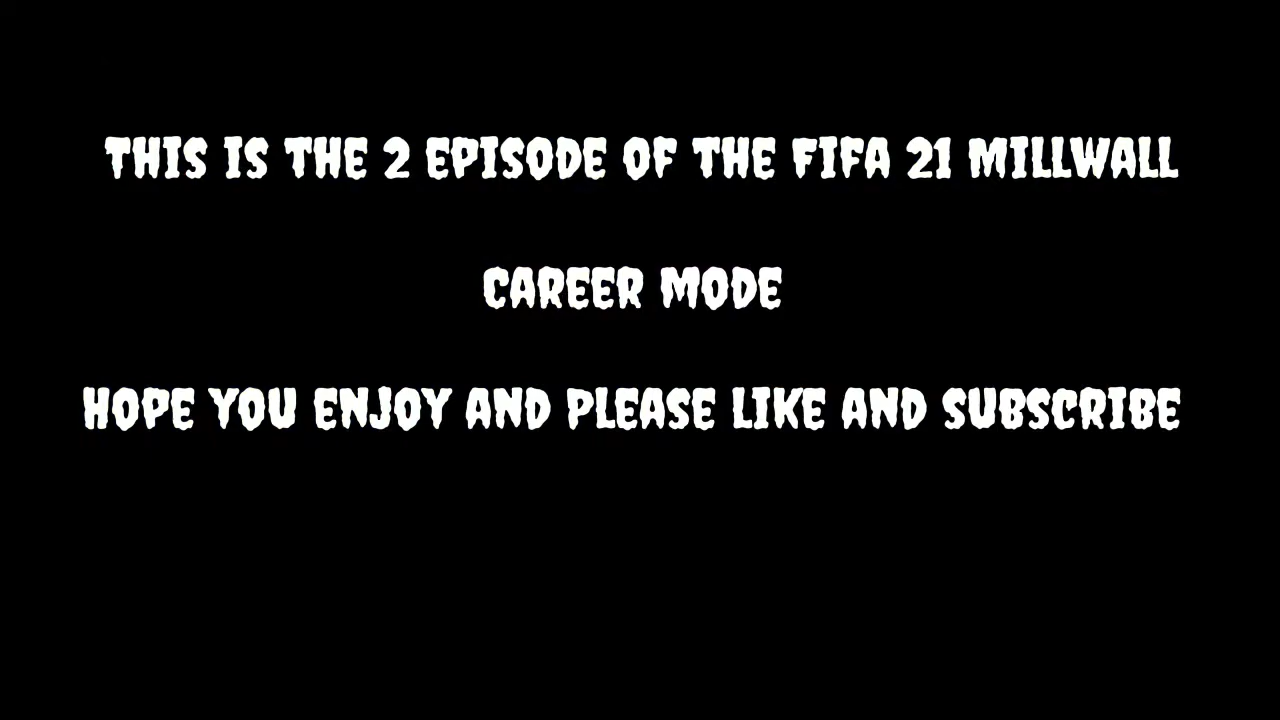 THIS IS THE 2 EPISODE OF THE FIFA 21 MILLWALL
CAREER MODE
HOPE YOU ENJOY AND PLEASE LIKE AND SUBSCRIBE